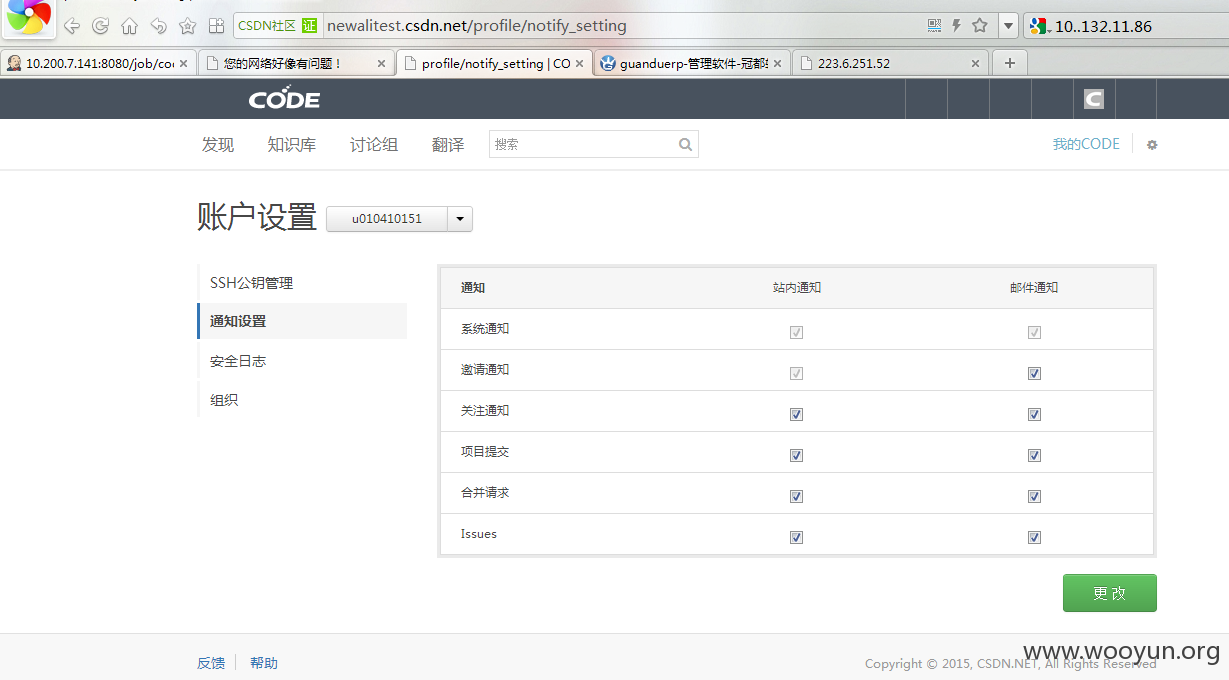 CSDN社区 证 newalitest.csdn.net/profile/notify_setting 10..132.11.86
10.200.7.141:8080/job/co 您的网络好像有问题！ profile/notify_setting | CO guanduerp-管理软件-冠都 223.6.251.52
CODE C
发现 知识库 讨论组 翻译 搜索 我的CODE
账户设置 u010410151
SSH公钥管理
通知设置
安全日志
组织
通知 站内通知 邮件通知
系统通知
邀请通知
关注通知
项目提交
合并请求
Issues
更 改
反馈 帮助
Copyright © 2015, CSDN.NET, All Rights Reserved
www.wooyun.org